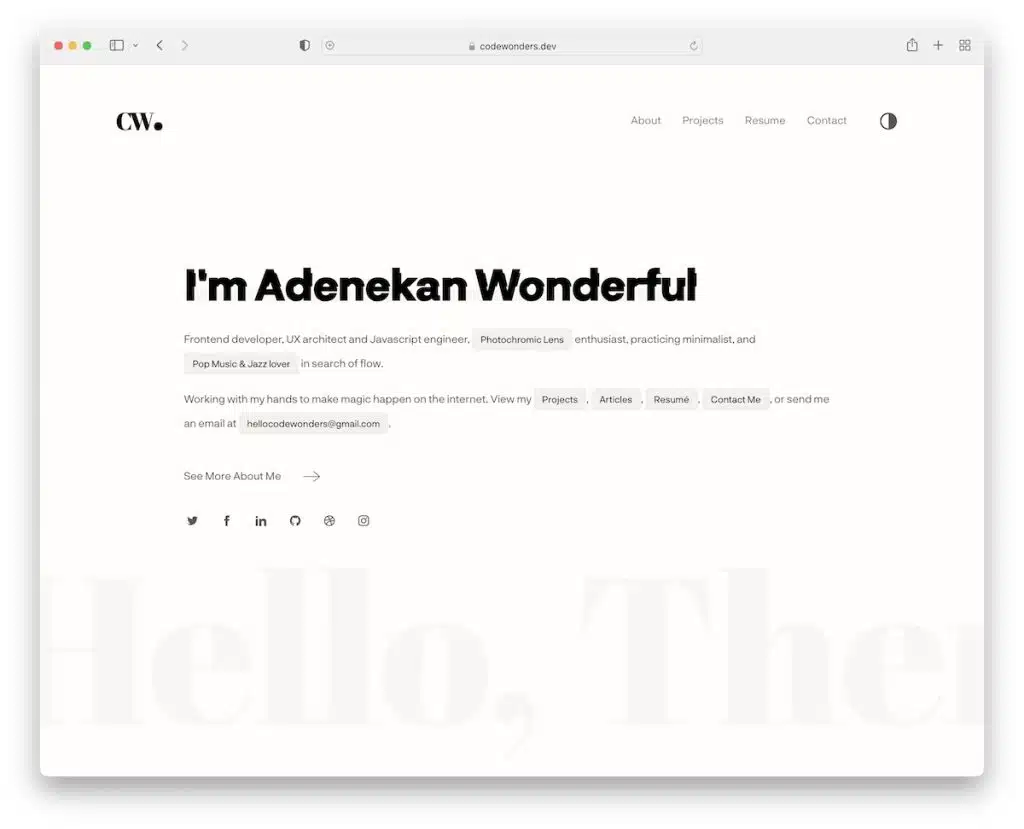 codewonders.dev
CW.
About Projects Resume Contact
I'm Adenekan Wonderful
Frontend developer, UX architect and Javascript engineer, Photochromic Lens enthusiast, practicing minimalist, and
Pop Music & Jazz lover in search of flow.
Working with my hands to make magic happen on the internet. View my Projects , Articles , Resumé , Contact Me , or send me
an email at hellocodewonders@gmail.com .
See More About Me
Hello, Ther